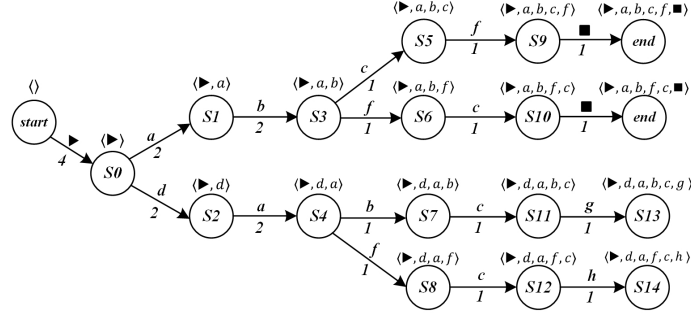 ⟨▶, a, b, c⟩ ⟨▶, a, b, c, f⟩ ⟨▶, a, b, c, f, ■⟩
S5 f 1 S9 ■ 1 end
⟨⟩ ⟨▶, a⟩ ⟨▶, a, b⟩ c 1 ⟨▶, a, b, f⟩ ⟨▶, a, b, f, c⟩ ⟨▶, a, b, f, c, ■⟩
start ▶ 4 ⟨▶⟩ S0 a 2 S1 b 2 S3 f 1 S6 c 1 S10 ■ 1 end
d 2 ⟨▶, d⟩ ⟨▶, d, a⟩ ⟨▶, d, a, b⟩ ⟨▶, d, a, b, c⟩ ⟨▶, d, a, b, c, g⟩
S2 a 2 S4 b 1 S7 c 1 S11 g 1 S13
f 1 ⟨▶, d, a, f⟩ ⟨▶, d, a, f, c⟩ ⟨▶, d, a, f, c, h⟩
S8 c 1 S12 h 1 S14